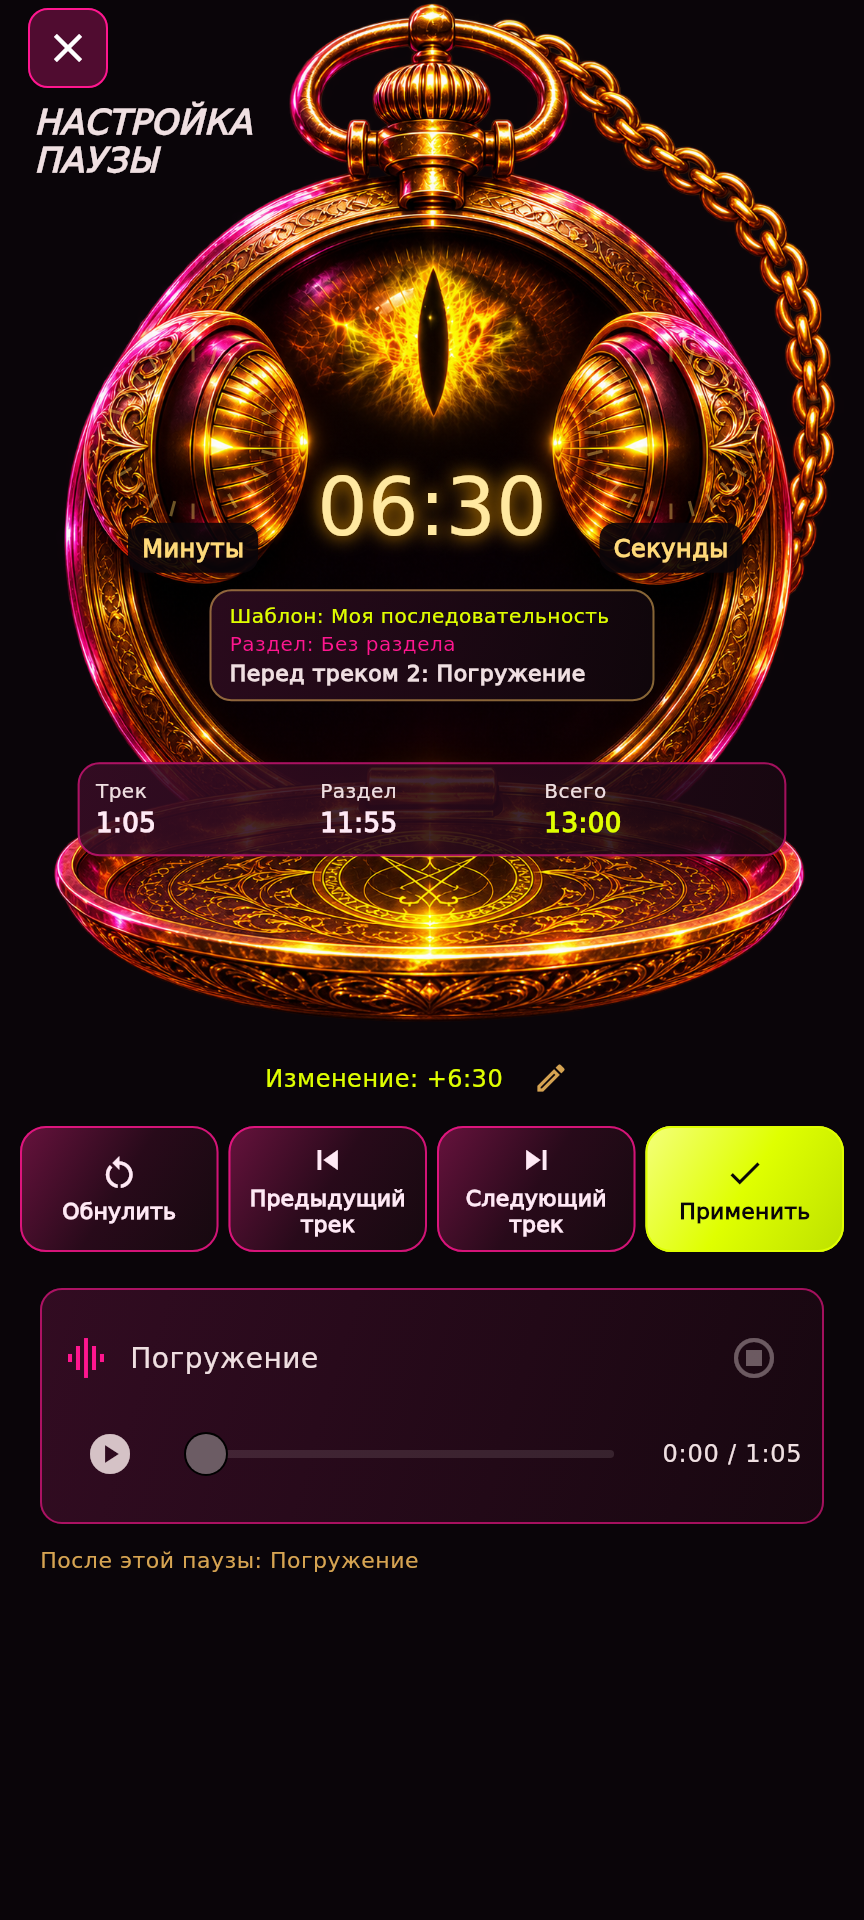 НАСТРОЙКА
ПАУЗЫ
06:30
Минуты
Секунды
Шаблон: Моя последовательность
Раздел: Без раздела
Перед треком 2: Погружение
Трек
Раздел
Всего
1:05
11:55
13:00
Изменение: +6:30
Обнулить
Предыдущий
трек
Следующий
трек
Применить
Погружение
0:00 / 1:05
После этой паузы: Погружение